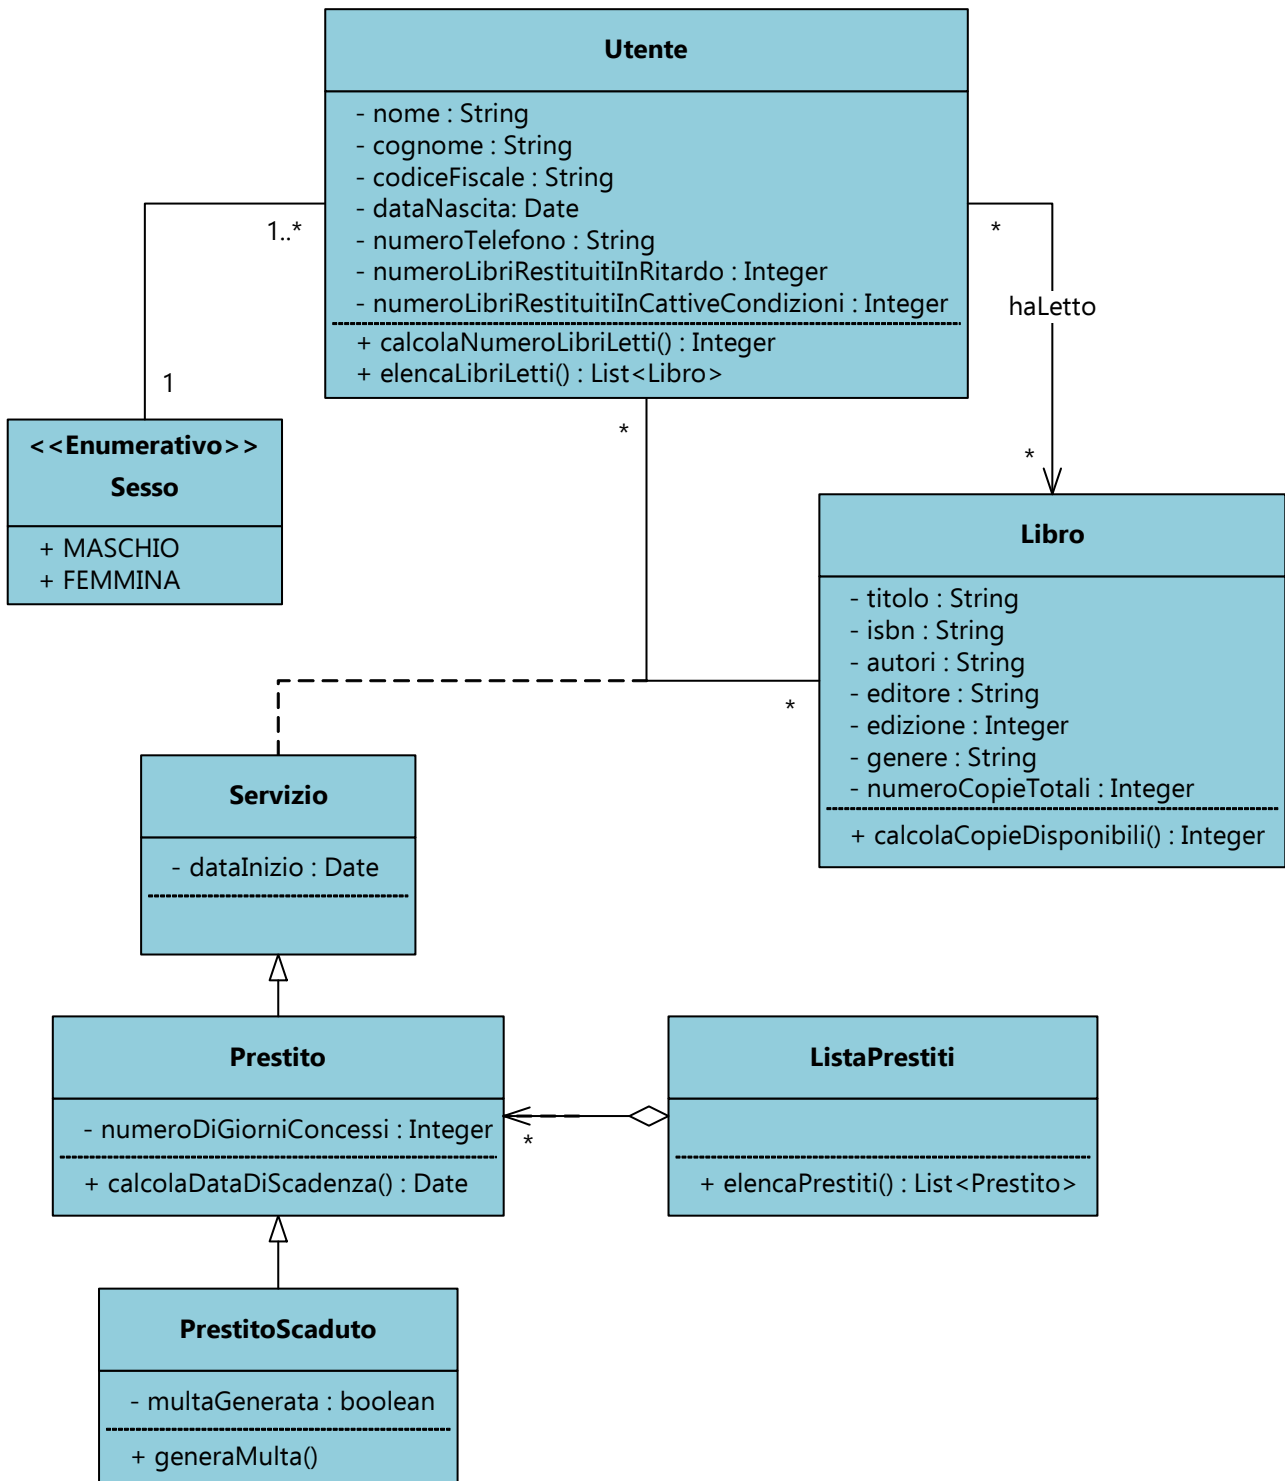 Utente
- nome : String
- cognome : String
- codiceFiscale : String
- dataNascita: Date
- numeroTelefono : String
- numeroLibriRestituitiInRitardo : Integer
- numeroLibriRestituitiInCattiveCondizioni : Integer
+ calcolaNumeroLibriLetti() : Integer
+ elencaLibriLetti() : List<Libro>
1..*
1
*
haLetto
*
*
<<Enumerativo>>
Sesso
+ MASCHIO
+ FEMMINA
Libro
- titolo : String
- isbn : String
- autori : String
- editore : String
- edizione : Integer
- genere : String
- numeroCopieTotali : Integer
+ calcolaCopieDisponibili() : Integer
*
Servizio
- dataInizio : Date
Prestito
- numeroDiGiorniConcessi : Integer
+ calcolaDataDiScadenza() : Date
*
ListaPrestiti
+ elencaPrestiti() : List<Prestito>
PrestitoScaduto
- multaGenerata : boolean
+ generaMulta()